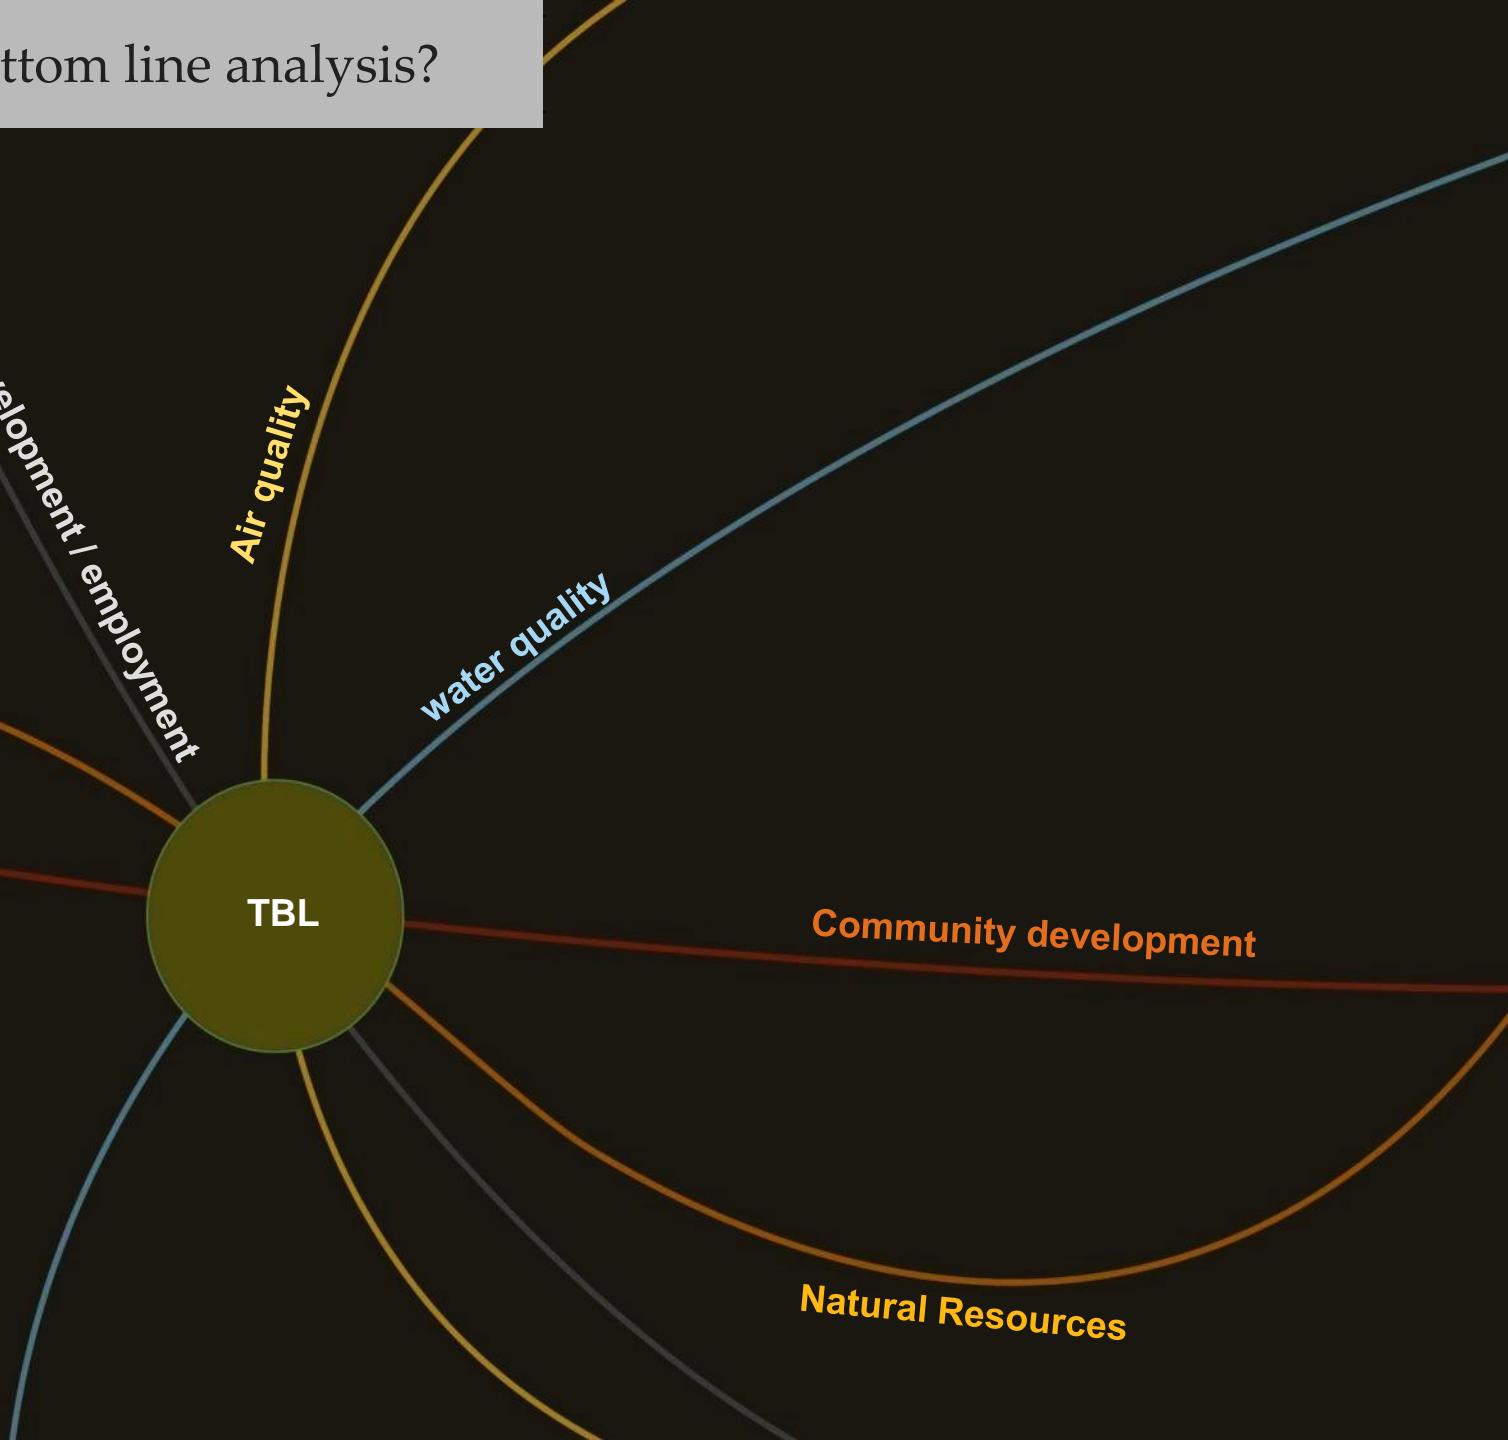 ttom line analysis?
Air quality
elopment / employment
water quality
TBL
Community development
Natural Resources